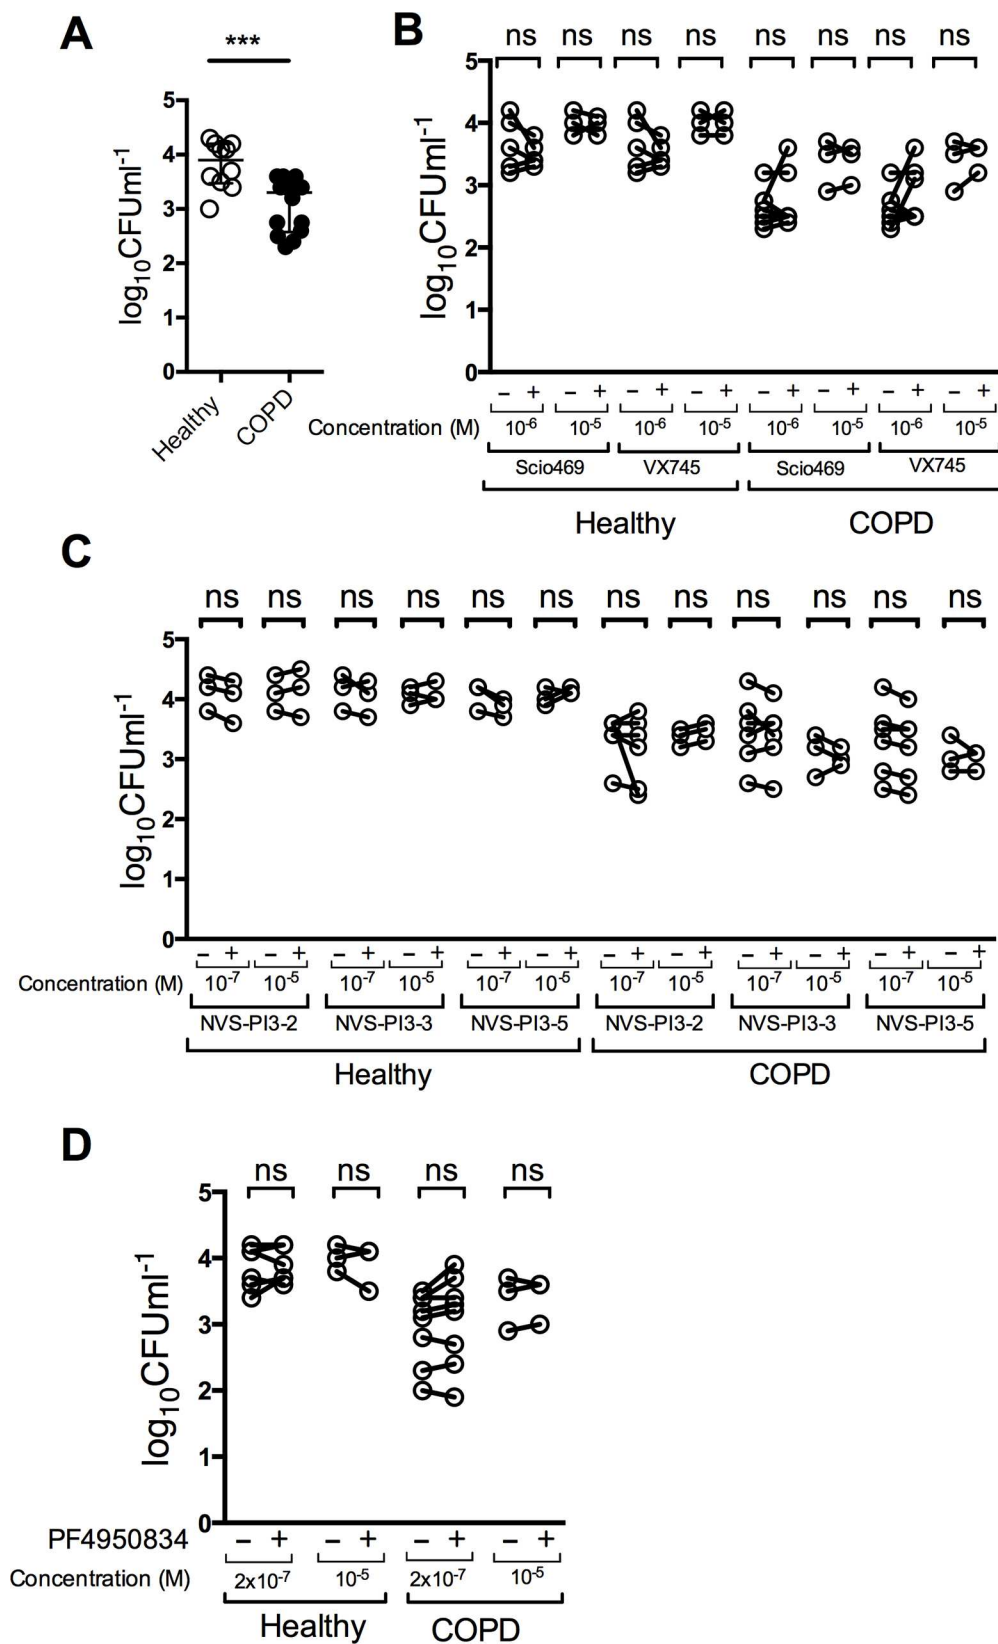 A
***
log10CFUml-1
5
4
3
2
1
0
Healthy
COPD
B
ns ns ns ns ns ns ns ns
log10CFUml-1
5
4
3
2
1
0
– + – + – + – + – + – + – + – +
Concentration (M) 10-6 10-5 10-6 10-5 10-6 10-5 10-6 10-5
Scio469 VX745 Scio469 VX745
Healthy COPD
C
ns ns ns ns ns ns ns ns ns ns ns ns
log10CFUml-1
5
4
3
2
1
0
– + – + – + – + – + – + – + – + – + – + – + – +
Concentration (M) 10-7 10-5 10-7 10-5 10-7 10-5 10-7 10-5 10-7 10-5 10-7 10-5
NVS-PI3-2 NVS-PI3-3 NVS-PI3-5 NVS-PI3-2 NVS-PI3-3 NVS-PI3-5
Healthy COPD
D
ns ns ns ns
log10CFUml-1
5
4
3
2
1
0
PF4950834 – + – + – + – +
Concentration (M) 2x10-7 10-5 2x10-7 10-5
Healthy COPD